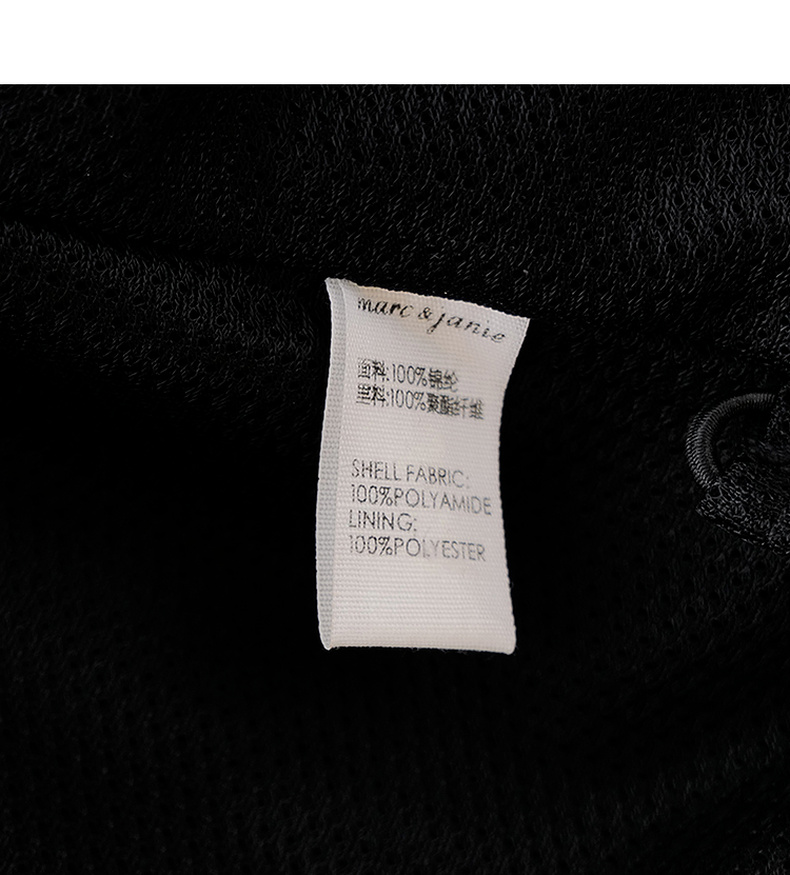 marc & janie
面料:100%锦纶
里料:100%聚酯纤维
SHELL FABRIC:
100%POLYAMIDE
LINING:
100%POLYESTER